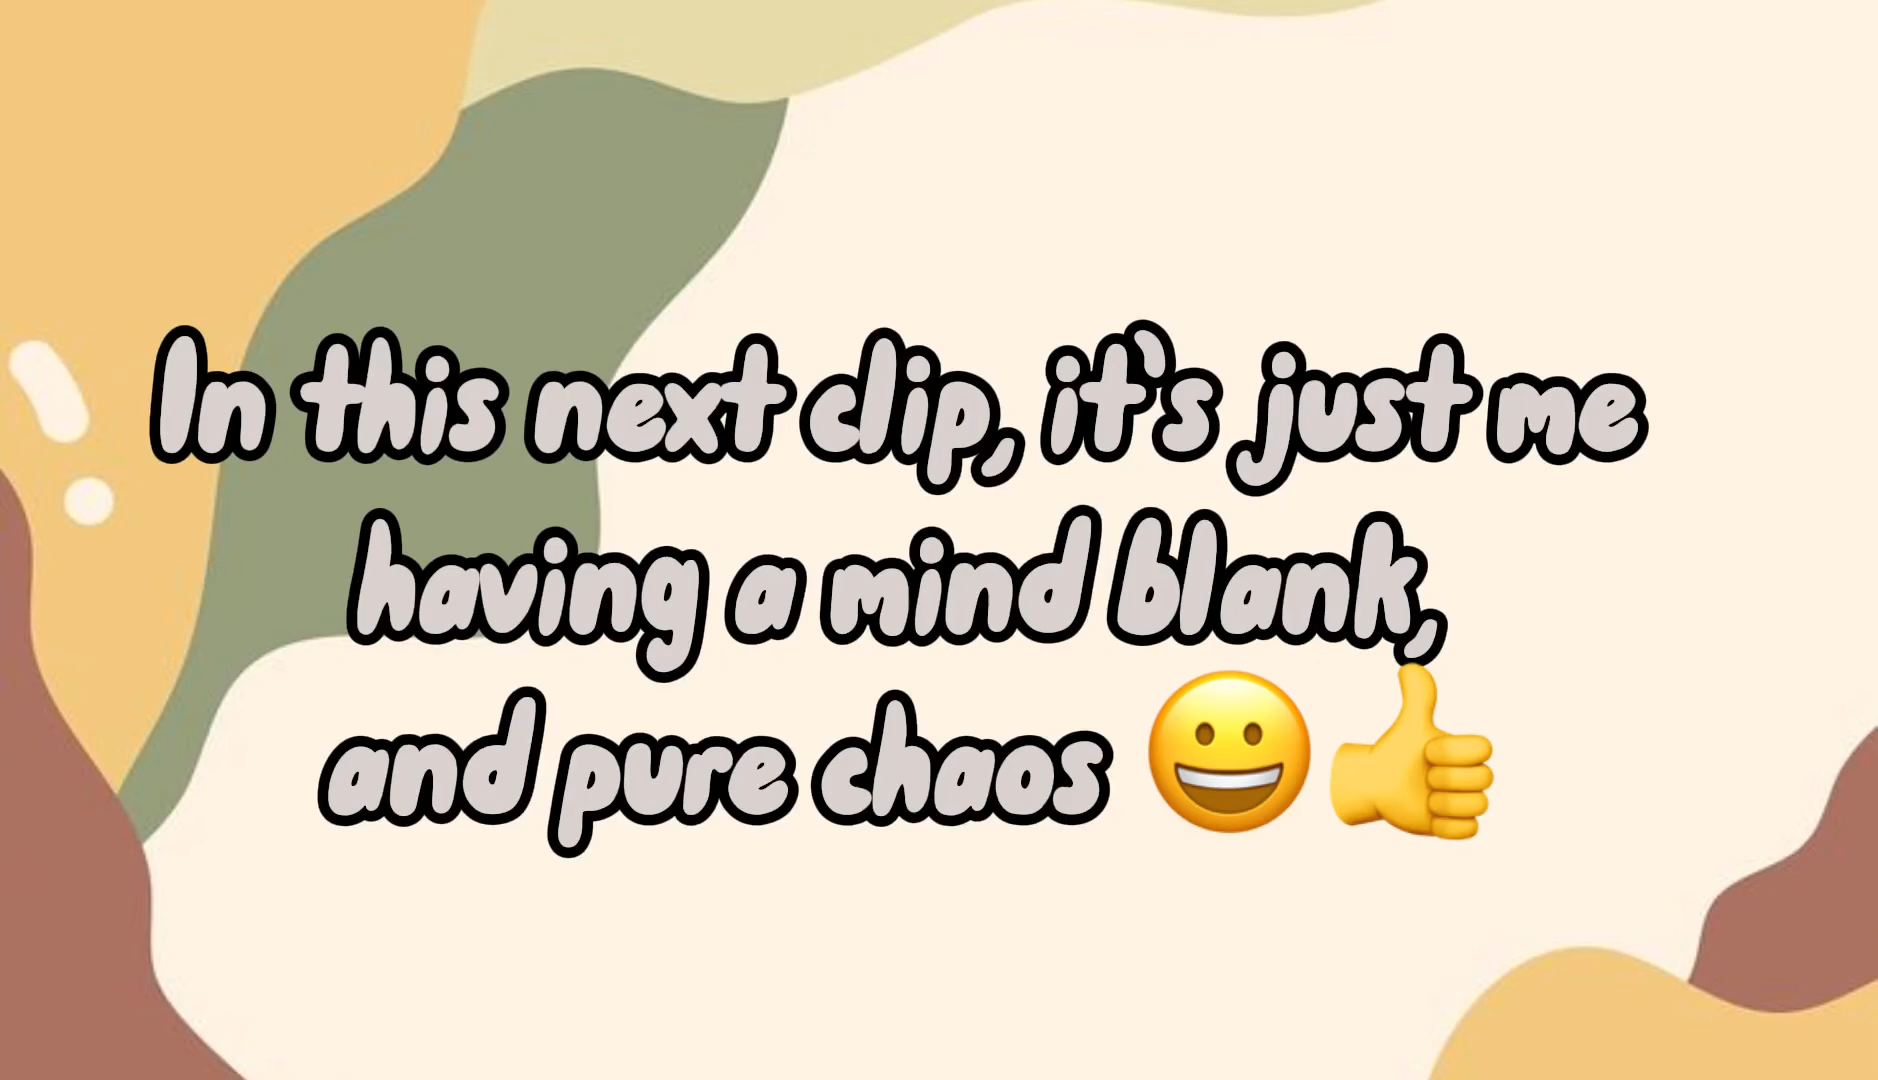 In this next clip, it's just me
having a mind blank,
and pure chaos 😀👍